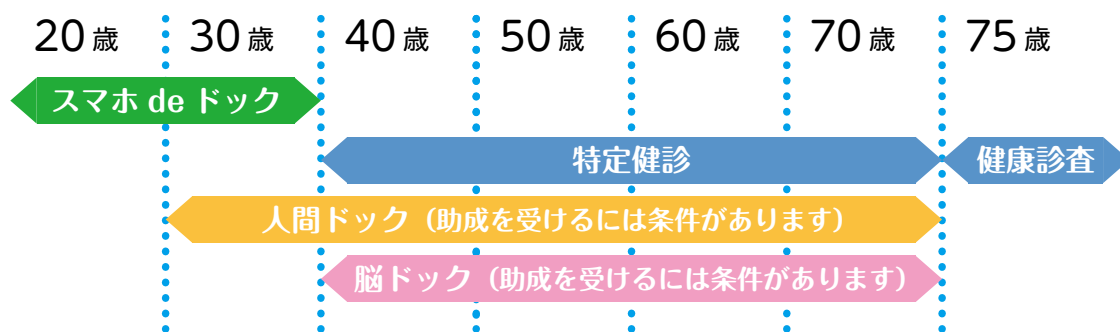 20歳 30歳 40歳 50歳 60歳 70歳 75歳
スマホ de ドック
特定健診 健康診査
人間ドック（助成を受けるには条件があります）
脳ドック（助成を受けるには条件があります）